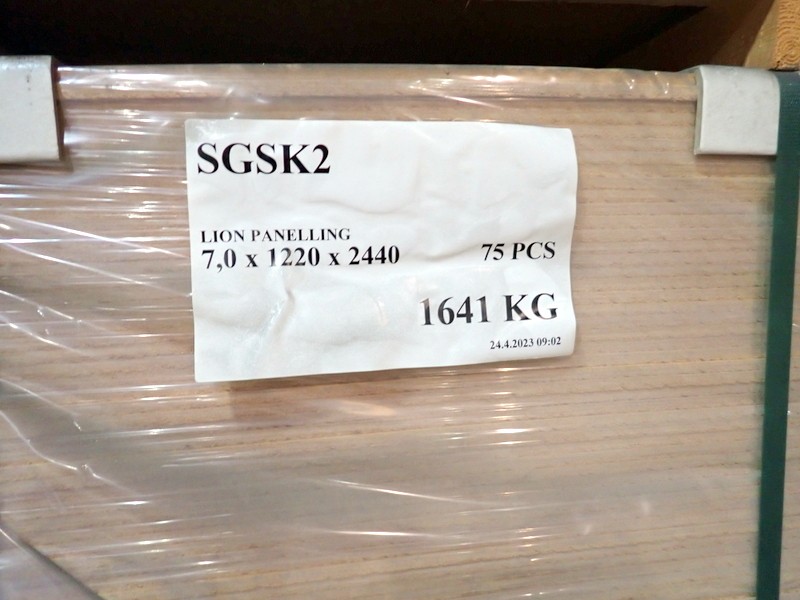 SGSK2
LION PANELLING
7,0 x 1220 x 2440 75 PCS
1641 KG
24.4.2023 09:02